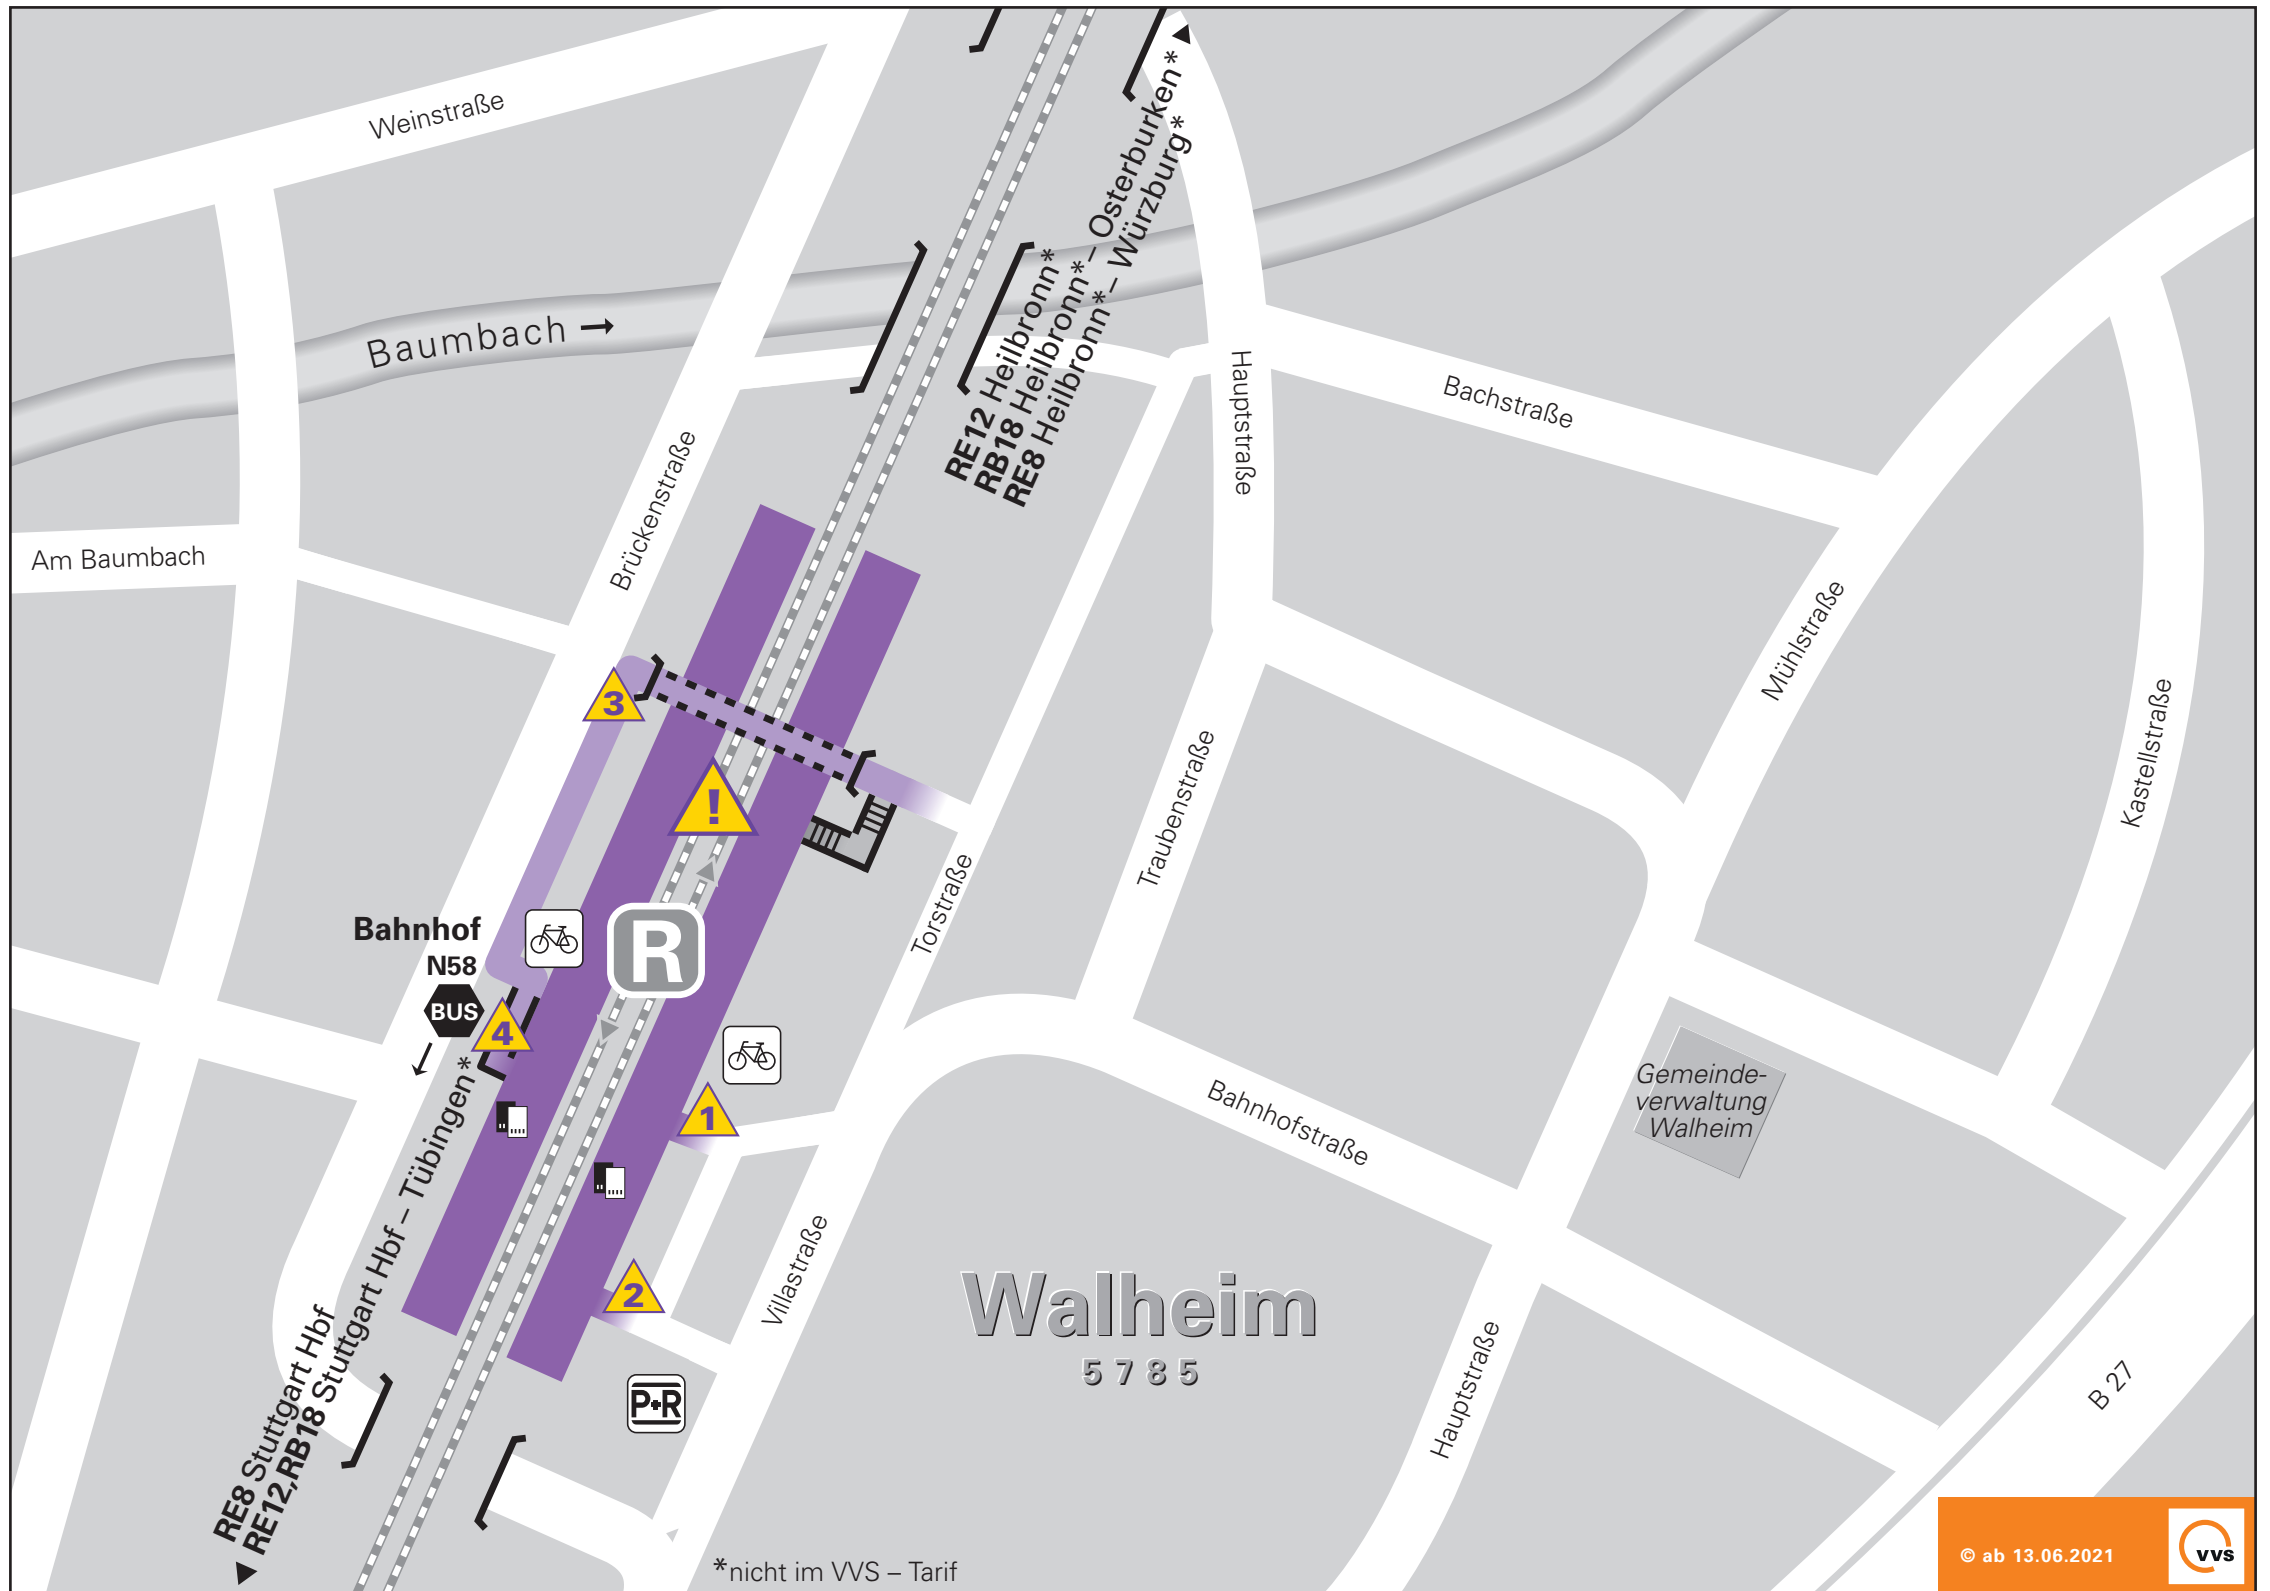 Weinstraße
Baumbach →
RE12 Heilbronn*
RB18 Heilbronn* – Osterburken*
RE8 Heilbronn* – Würzburg*
Hauptstraße
Bachstraße
Brückenstraße
Am Baumbach
Mühlstraße
Kastellstraße
3
!
Traubenstraße
Torstraße
Bahnhof
N58
BUS
R
4
1
Bahnhofstraße
Gemeinde-
verwaltung
Walheim
2
Villastraße
Walheim
5785
P+R
Hauptstraße
B 27
RE8 Stuttgart Hbf
RE12,RB18 Stuttgart Hbf – Tübingen*
*nicht im VVS – Tarif
© ab 13.06.2021
VVS